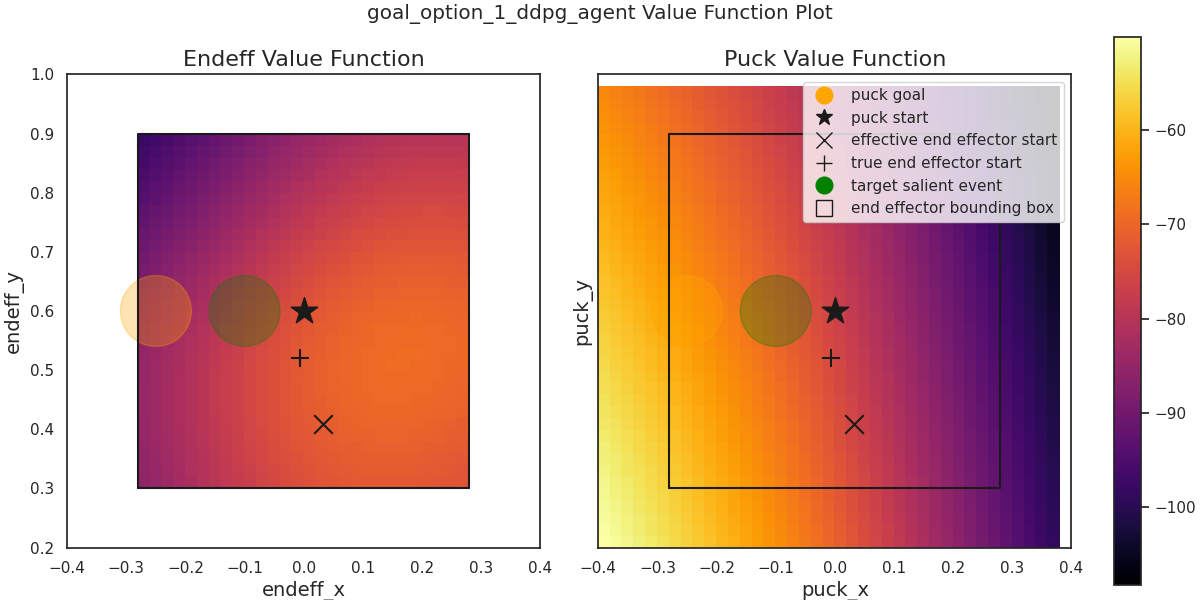 goal_option_1_ddpg_agent Value Function Plot
Endeff Value Function
endeff_y
1.0
0.9
0.8
0.7
0.6
0.5
0.4
0.3
0.2
−0.4 −0.3 −0.2 −0.1 0.0 0.1 0.2 0.3 0.4
endeff_x
Puck Value Function
puck goal
puck start
effective end effector start
true end effector start
target salient event
end effector bounding box
puck_y
−0.4 −0.3 −0.2 −0.1 0.0 0.1 0.2 0.3 0.4
puck_x
−60
−70
−80
−90
−100